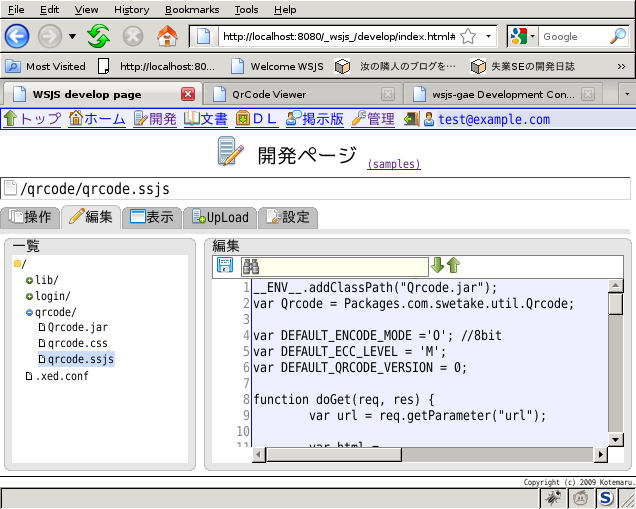 File Edit View History Bookmarks Tools Help
http://localhost:8080/_wsjs_/develop/index.html# Google
Most Visited http://localhost:80... Welcome WSJS 汝の隣人のブログを… 失業SEの開発日誌 »
WSJS develop page QrCode Viewer wsjs-gae Development Con...
トップ ホーム 開発 文書 DL 掲示版 管理 test@example.com
開発ページ (samples)
/qrcode/qrcode.ssjs
操作 編集 表示 UpLoad 設定
一覧 編集
/
lib/
login/
qrcode/
Qrcode.jar
qrcode.css
qrcode.ssjs
.xed.conf
1 __ENV__.addClassPath("Qrcode.jar");
2 var Qrcode = Packages.com.swetake.util.Qrcode;
3
4 var DEFAULT_ENCODE_MODE ='O'; //8bit
5 var DEFAULT_ECC_LEVEL = 'M';
6 var DEFAULT_QRCODE_VERSION = 0;
7
8 function doGet(req, res) {
9 var url = req.getParameter("url");
10
11 var html =
Copyright (c) 2009 Kotemaru.
S